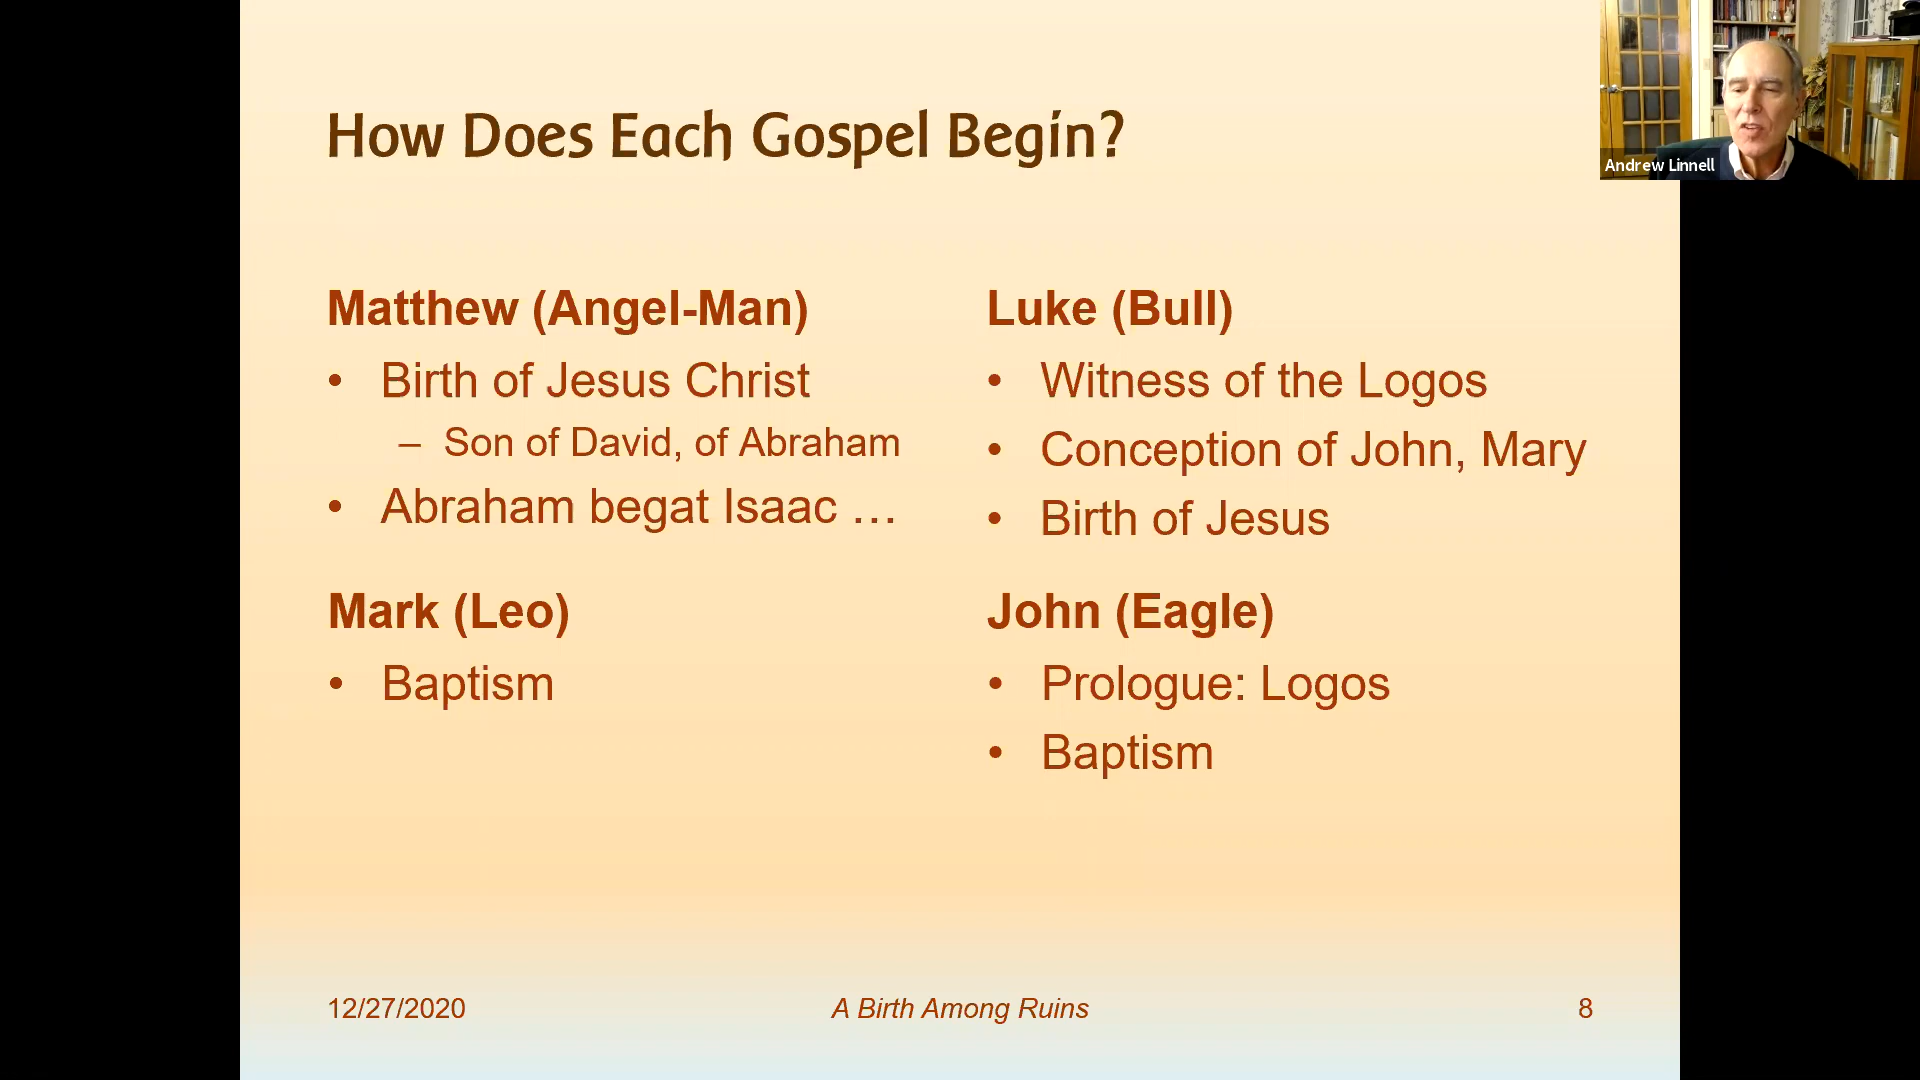 How Does Each Gospel Begin?
Andrew Linnell
Matthew (Angel-Man)
• Birth of Jesus Christ
– Son of David, of Abraham
• Abraham begat Isaac …
Mark (Leo)
• Baptism
Luke (Bull)
• Witness of the Logos
• Conception of John, Mary
• Birth of Jesus
John (Eagle)
• Prologue: Logos
• Baptism
12/27/2020
A Birth Among Ruins
8